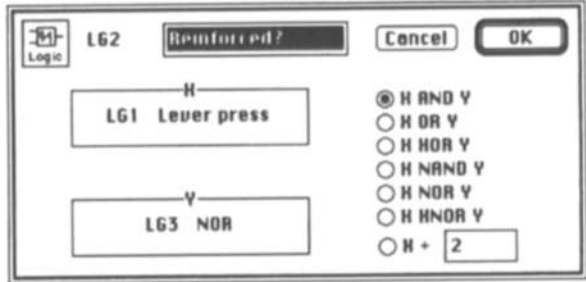 LG2 Reinforced? Cancel OK
Logic
X
LG1 Lever press
Y
LG3 NOR
X AND Y
X OR Y
X XOR Y
X NAND Y
X NOR Y
X XNOR Y
X ÷ 2